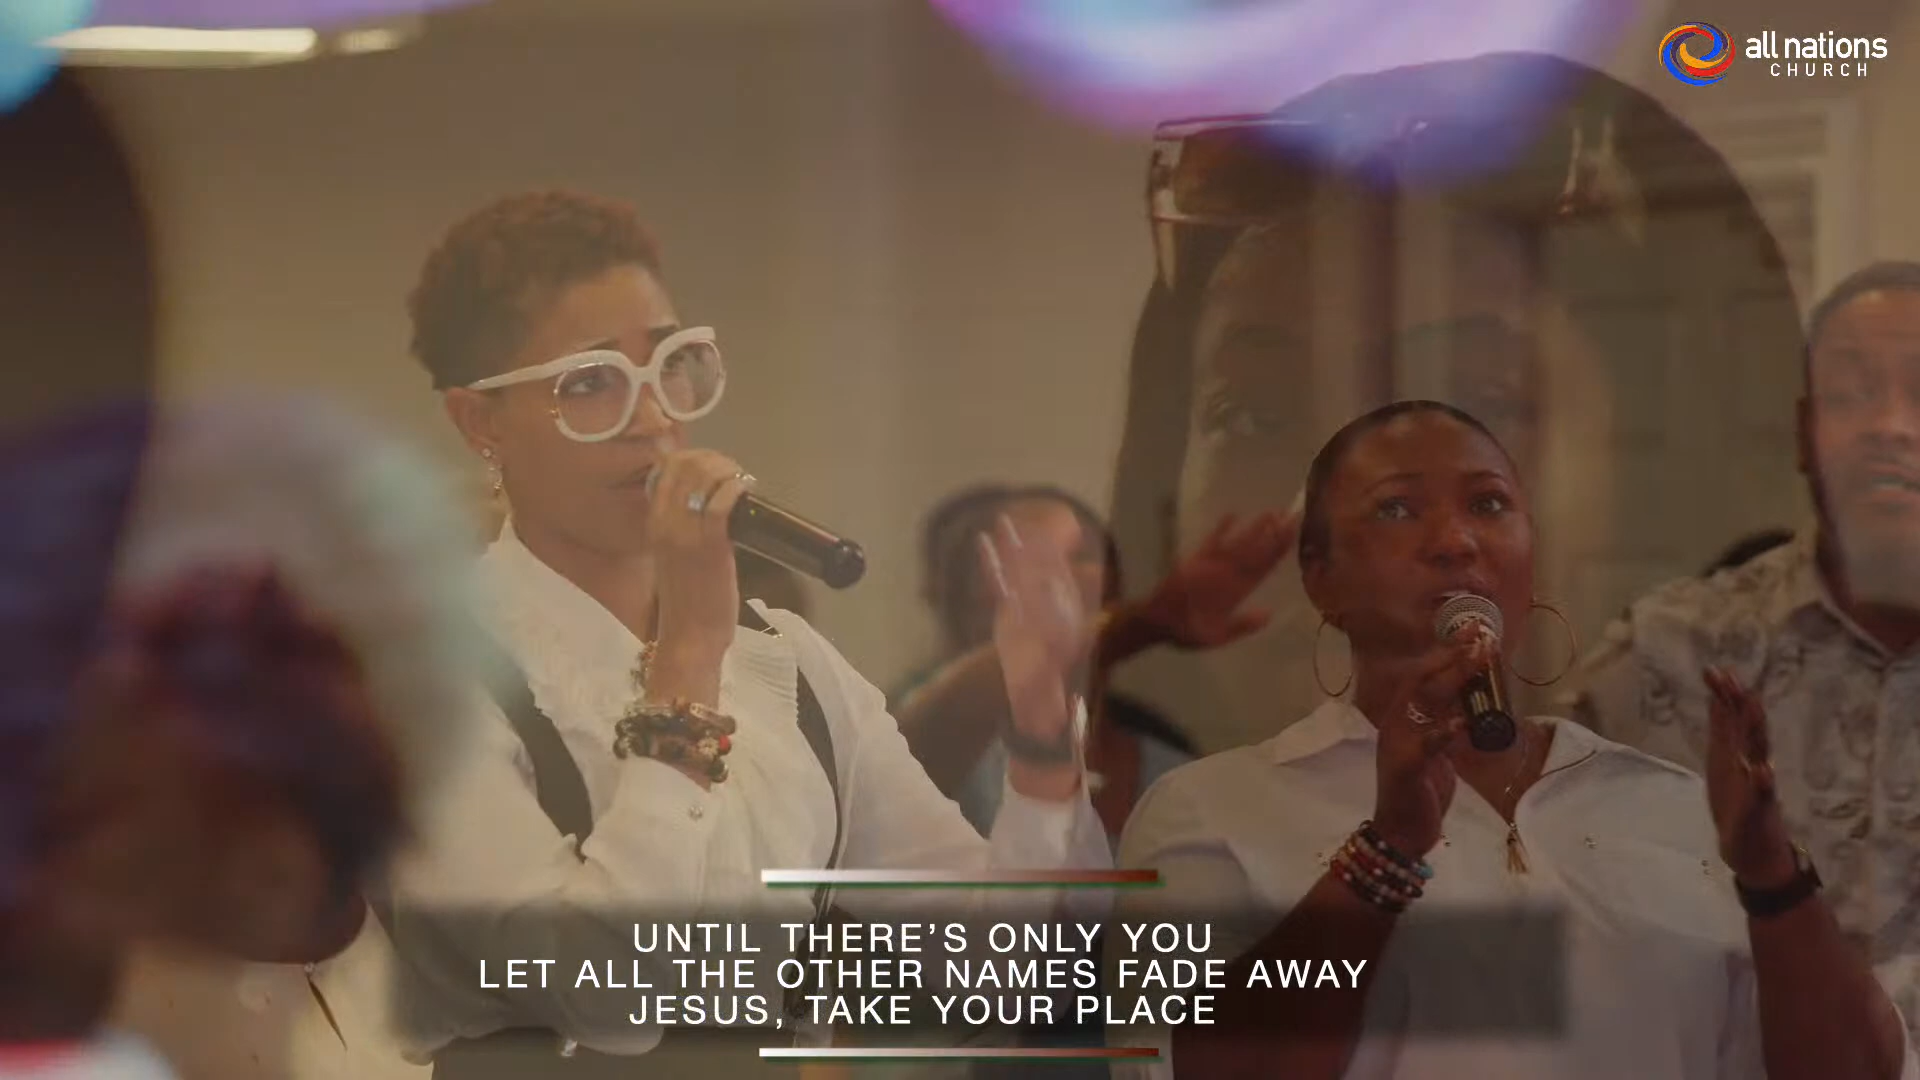 all nations
CHURCH
UNTIL THERE'S ONLY YOU
LET ALL THE OTHER NAMES FADE AWAY
JESUS, TAKE YOUR PLACE